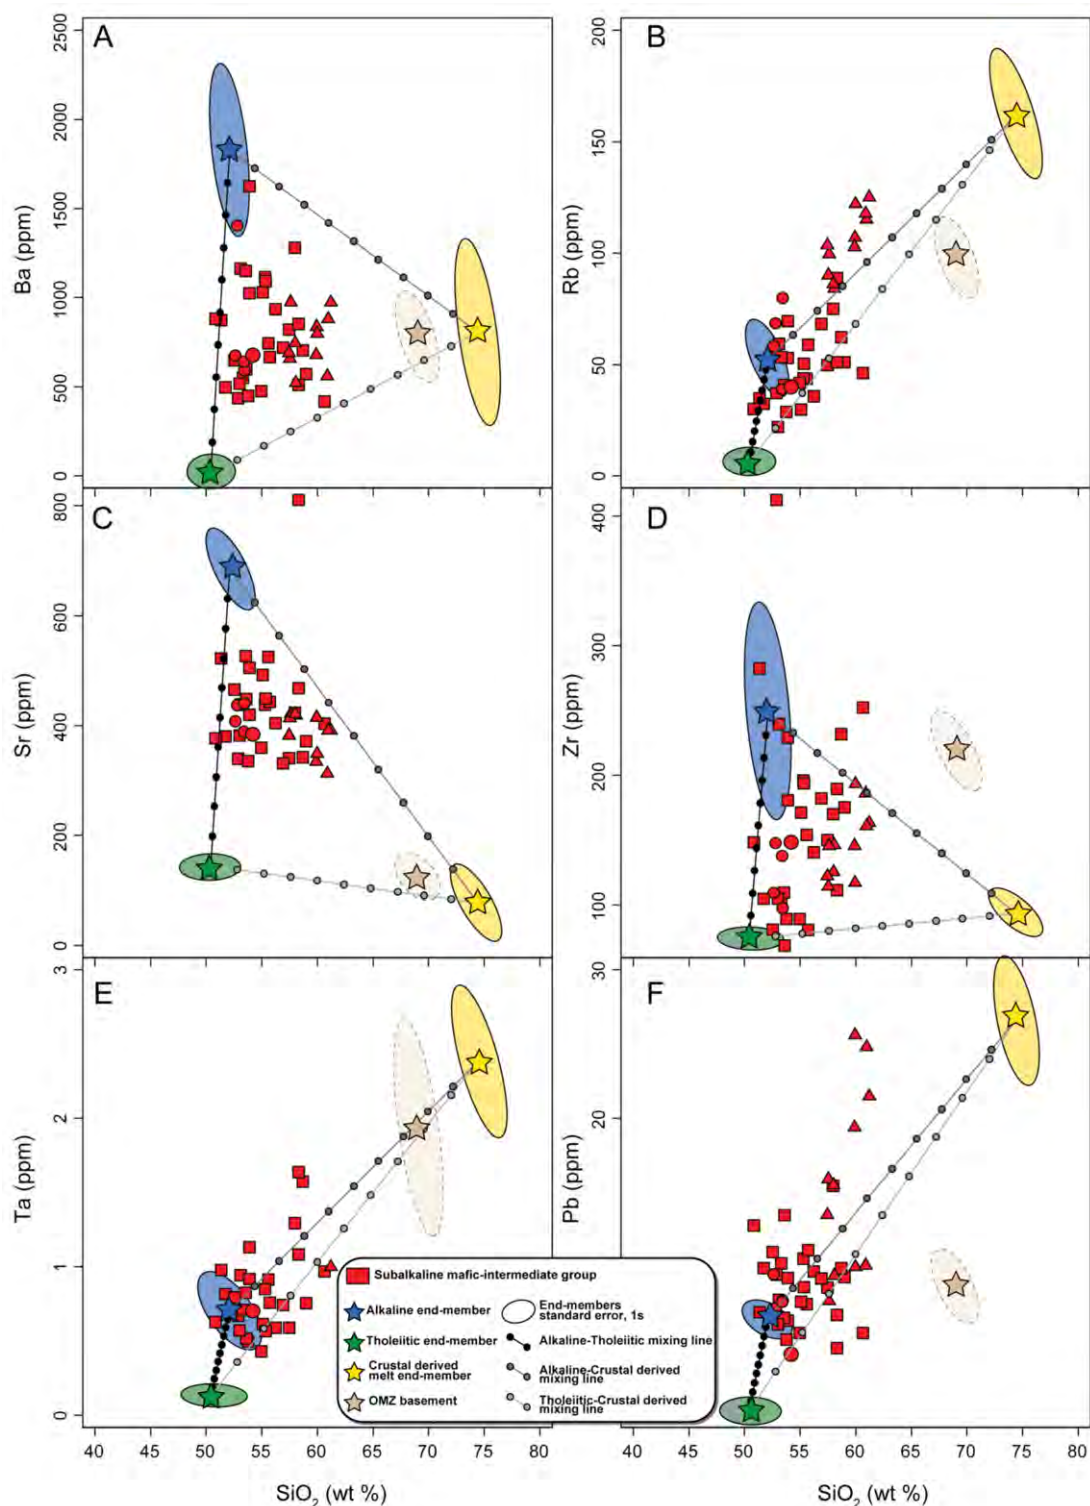 A
B
2500
2000
1500
1000
500
0
Ba (ppm)
200
150
100
50
0
Rb (ppm)
C
D
800
600
400
200
0
Sr (ppm)
400
300
200
100
Zr (ppm)
E
F
3
2
1
0
Ta (ppm)
30
20
Pb (ppm)
Subalkaline mafic-intermediate group
Alkaline end-member
End-members
standard error, 1s
Tholeiitic end-member
Alkaline-Tholeiitic mixing line
Crustal derived
melt end-member
Alkaline-Crustal derived
mixing line
OMZ basement
Tholeiitic-Crustal derived
mixing line
40 45 50 55 60 65 70 75 80
40 45 50 55 60 65 70 75 80
SiO₂ (wt %)
SiO₂ (wt %)